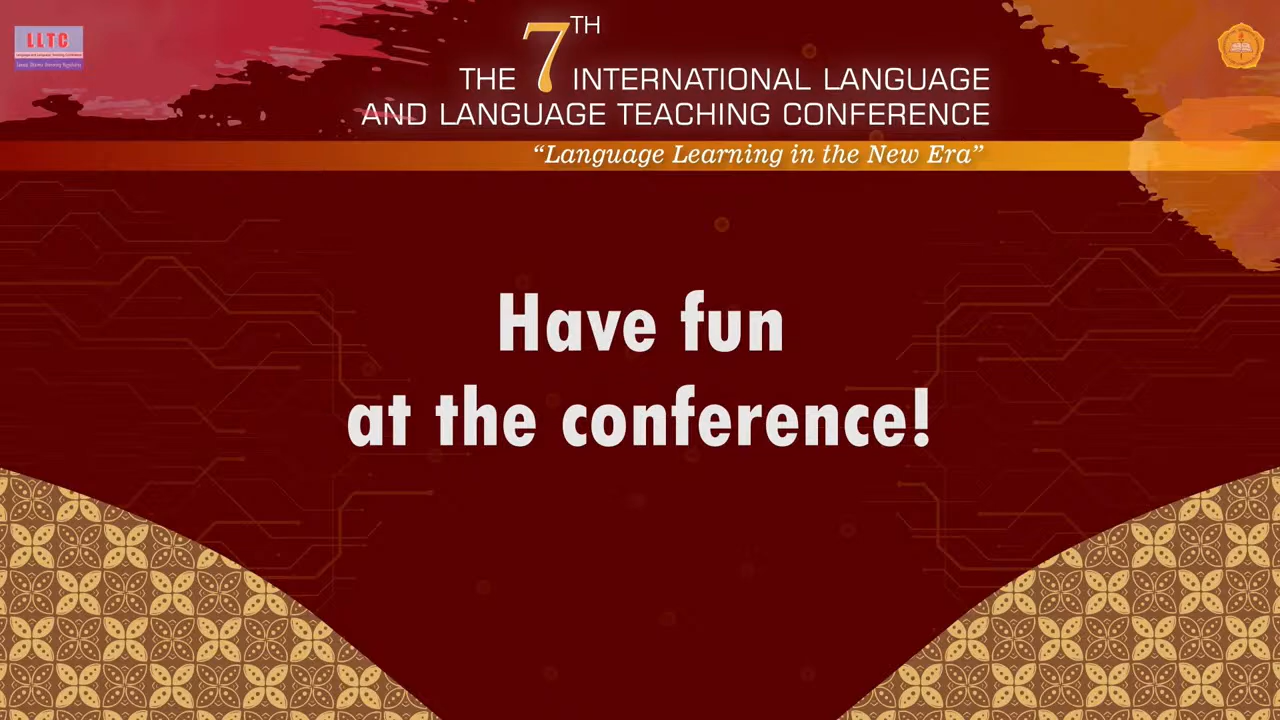 LLTC
THE 7TH INTERNATIONAL LANGUAGE
AND LANGUAGE TEACHING CONFERENCE
“Language Learning in the New Era”
Have fun
at the conference!